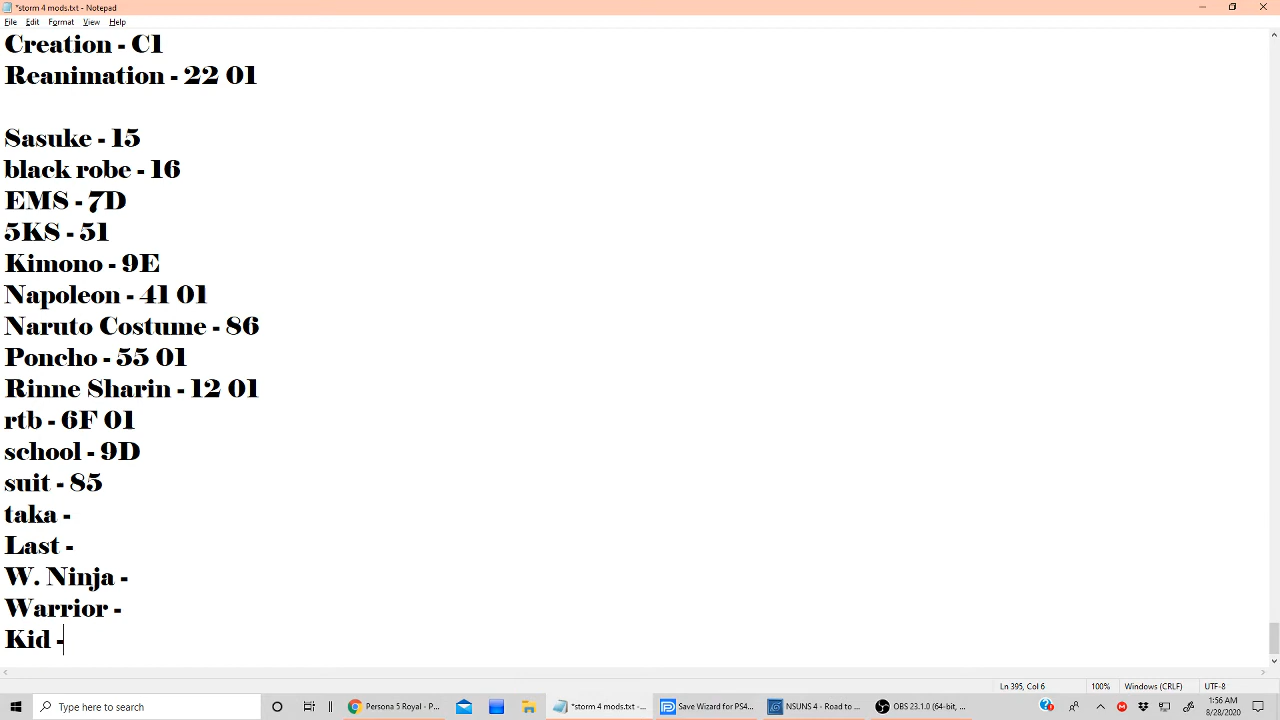 *storm 4 mods.txt - Notepad
File Edit Format View Help
Creation - C1
Reanimation - 22 01
Sasuke - 15
black robe - 16
EMS - 7D
5KS - 51
Kimono - 9E
Napoleon - 41 01
Naruto Costume - 86
Poncho - 55 01
Rinne Sharin - 12 01
rtb - 6F 01
school - 9D
suit - 85
taka -
Last -
W. Ninja -
Warrior -
Kid -
Ln 395, Col 6 100% Windows (CRLF) UTF-8
Type here to search
Persona 5 Royal - P...
*storm 4 mods.txt -...
Save Wizard for PS4...
NSUNS 4 - Road to ...
OBS 23.1.0 (64-bit, ...
1:56 AM
8/28/2020